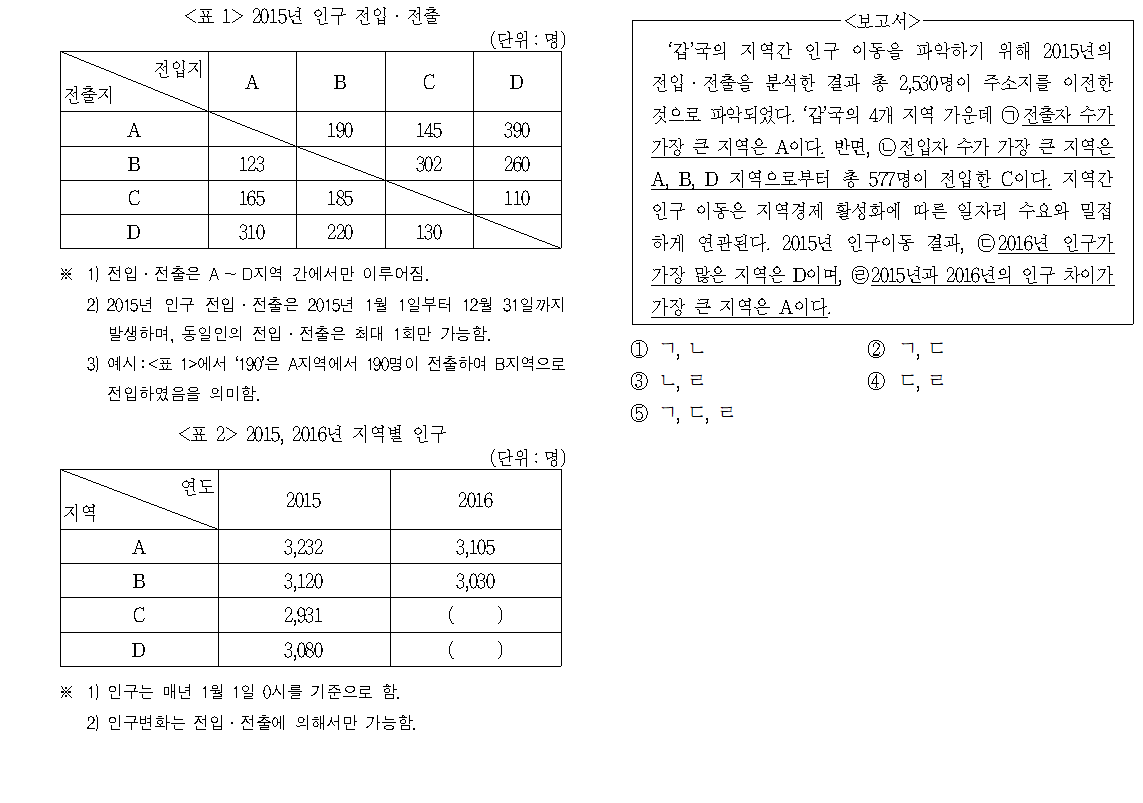 <표 1> 2015년 인구 전입·전출
(단위 : 명)
전입지 A B C D
전출지
A 190 145 390
B 123 302 260
C 165 185 110
D 310 220 130
※ 1) 전입·전출은 A ~ D지역 간에서만 이루어짐.
2) 2015년 인구 전입·전출은 2015년 1월 1일부터 12월 31일까지
발생하며, 동일인의 전입·전출은 최대 1회만 가능함.
3) 예시 : <표 1>에서 '190'은 A지역에서 190명이 전출하여 B지역으로
전입하였음을 의미함.
<표 2> 2015, 2016년 지역별 인구
(단위 : 명)
연도 2015 2016
지역
A 3,232 3,105
B 3,120 3,030
C 2,931 ( )
D 3,080 ( )
※ 1) 인구는 매년 1월 1일 0시를 기준으로 함.
2) 인구변화는 전입·전출에 의해서만 가능함.
<보고서>
'갑'국의 지역간 인구 이동을 파악하기 위해 2015년의
전입·전출을 분석한 결과 총 2,530명이 주소지를 이전한
것으로 파악되었다. '갑'국의 4개 지역 가운데 ㉠전출자 수가
가장 큰 지역은 A이다. 반면, ㉡전입자 수가 가장 큰 지역은
A, B, D 지역으로부터 총 577명이 전입한 C이다. 지역간
인구 이동은 지역경제 활성화에 따른 일자리 수요와 밀접
하게 연관된다. 2015년 인구이동 결과, ㉢2016년 인구가
가장 많은 지역은 D이며, ㉣2015년과 2016년의 인구 차이가
가장 큰 지역은 A이다.
① ㄱ, ㄴ ② ㄱ, ㄷ
③ ㄴ, ㄹ ④ ㄷ, ㄹ
⑤ ㄱ, ㄷ, ㄹ